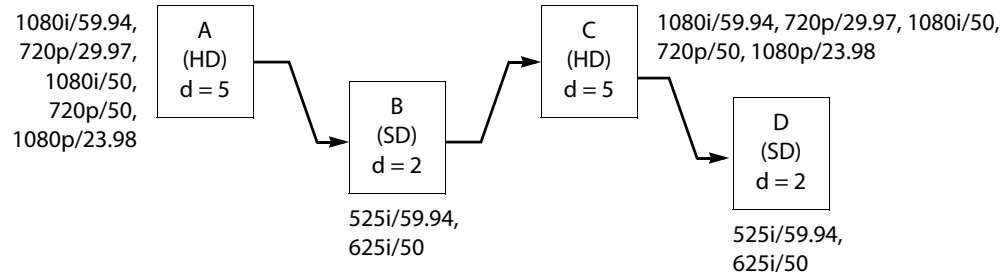 1080i/59.94,
720p/29.97,
1080i/50,
720p/50,
1080p/23.98
A
(HD)
d = 5
B
(SD)
d = 2
525i/59.94,
625i/50
C
(HD)
d = 5
1080i/59.94, 720p/29.97, 1080i/50,
720p/50, 1080p/23.98
D
(SD)
d = 2
525i/59.94,
625i/50